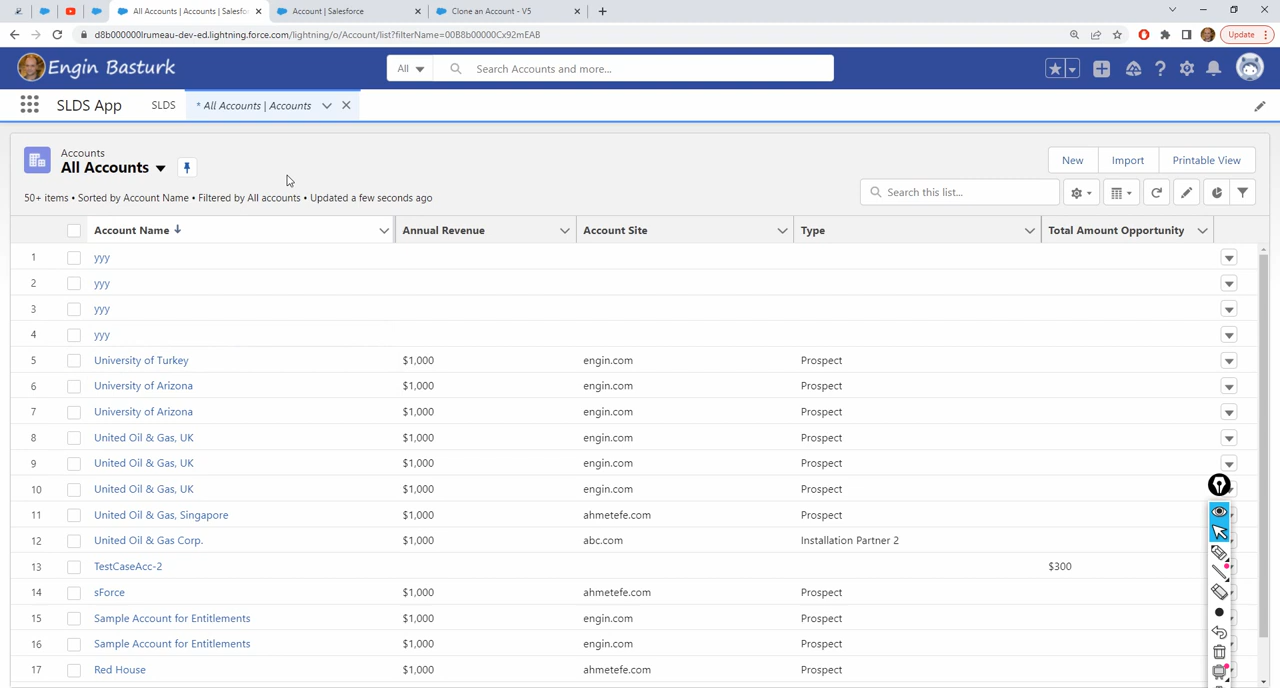 All Accounts | Accounts | Salesfo
Account | Salesforce
Clone an Account - V5
d8b000000lrumeau-dev-ed.lightning.force.com/lightning/o/Account/list?filterName=00B8b00000Cx92mEAB
Update
Engin Basturk
All
Search Accounts and more...
SLDS App
SLDS
* All Accounts | Accounts
Accounts
All Accounts
New
Import
Printable View
50+ items • Sorted by Account Name • Filtered by All accounts • Updated a few seconds ago
Search this list...
Account Name Annual Revenue Account Site Type Total Amount Opportunity
1 yyy
2 yyy
3 yyy
4 yyy
5 University of Turkey $1,000 engin.com Prospect
6 University of Arizona $1,000 engin.com Prospect
7 University of Arizona $1,000 engin.com Prospect
8 United Oil & Gas, UK $1,000 engin.com Prospect
9 United Oil & Gas, UK $1,000 engin.com Prospect
10 United Oil & Gas, UK $1,000 engin.com Prospect
11 United Oil & Gas, Singapore $1,000 ahmetefe.com Prospect
12 United Oil & Gas Corp. $1,000 abc.com Installation Partner 2
13 TestCaseAcc-2 $300
14 sForce $1,000 ahmetefe.com Prospect
15 Sample Account for Entitlements $1,000 engin.com Prospect
16 Sample Account for Entitlements $1,000 engin.com Prospect
17 Red House $1,000 ahmetefe.com Prospect